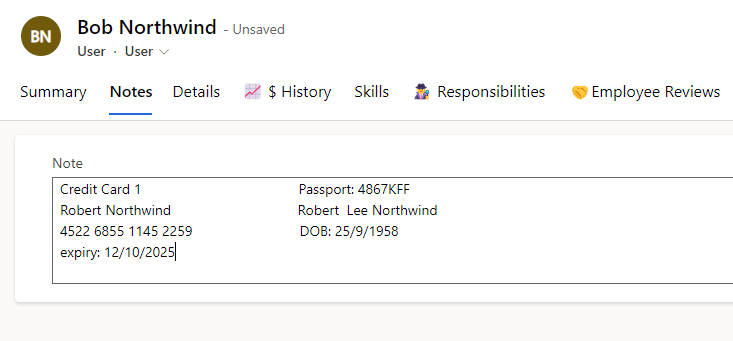 BN
Bob Northwind - Unsaved
User · User
Summary Notes Details $ History Skills Responsibilities Employee Reviews
Note
Credit Card 1 Passport: 4867KFF
Robert Northwind Robert Lee Northwind
4522 6855 1145 2259 DOB: 25/9/1958
expiry: 12/10/2025